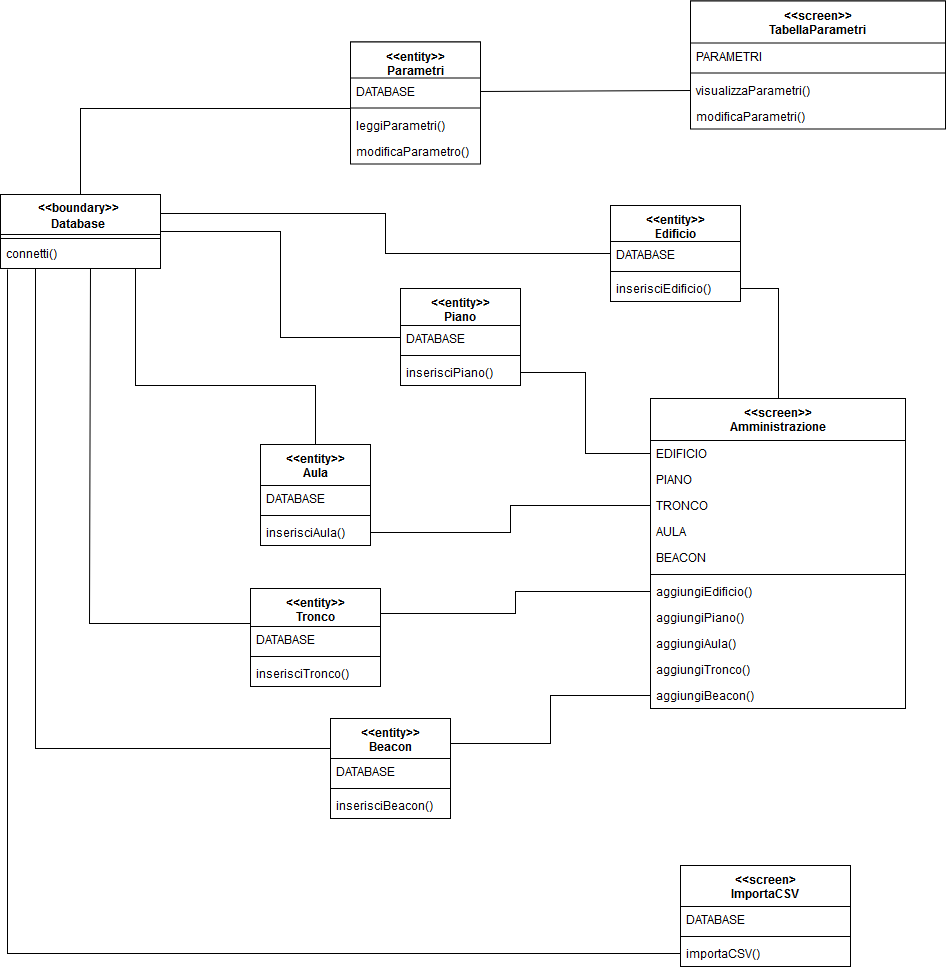 <<screen>>
TabellaParametri
PARAMETRI
visualizzaParametri()
modificaParametri()
<<entity>>
Parametri
DATABASE
leggiParametri()
modificaParametro()
<<boundary>>
Database
connetti()
<<entity>>
Edificio
DATABASE
inserisciEdificio()
<<entity>>
Piano
DATABASE
inserisciPiano()
<<screen>>
Amministrazione
EDIFICIO
PIANO
TRONCO
AULA
BEACON
aggiungiEdificio()
aggiungiPiano()
aggiungiAula()
aggiungiTronco()
aggiungiBeacon()
<<entity>>
Aula
DATABASE
inserisciAula()
<<entity>>
Tronco
DATABASE
inserisciTronco()
<<entity>>
Beacon
DATABASE
inserisciBeacon()
<<screen>
ImportaCSV
DATABASE
importaCSV()